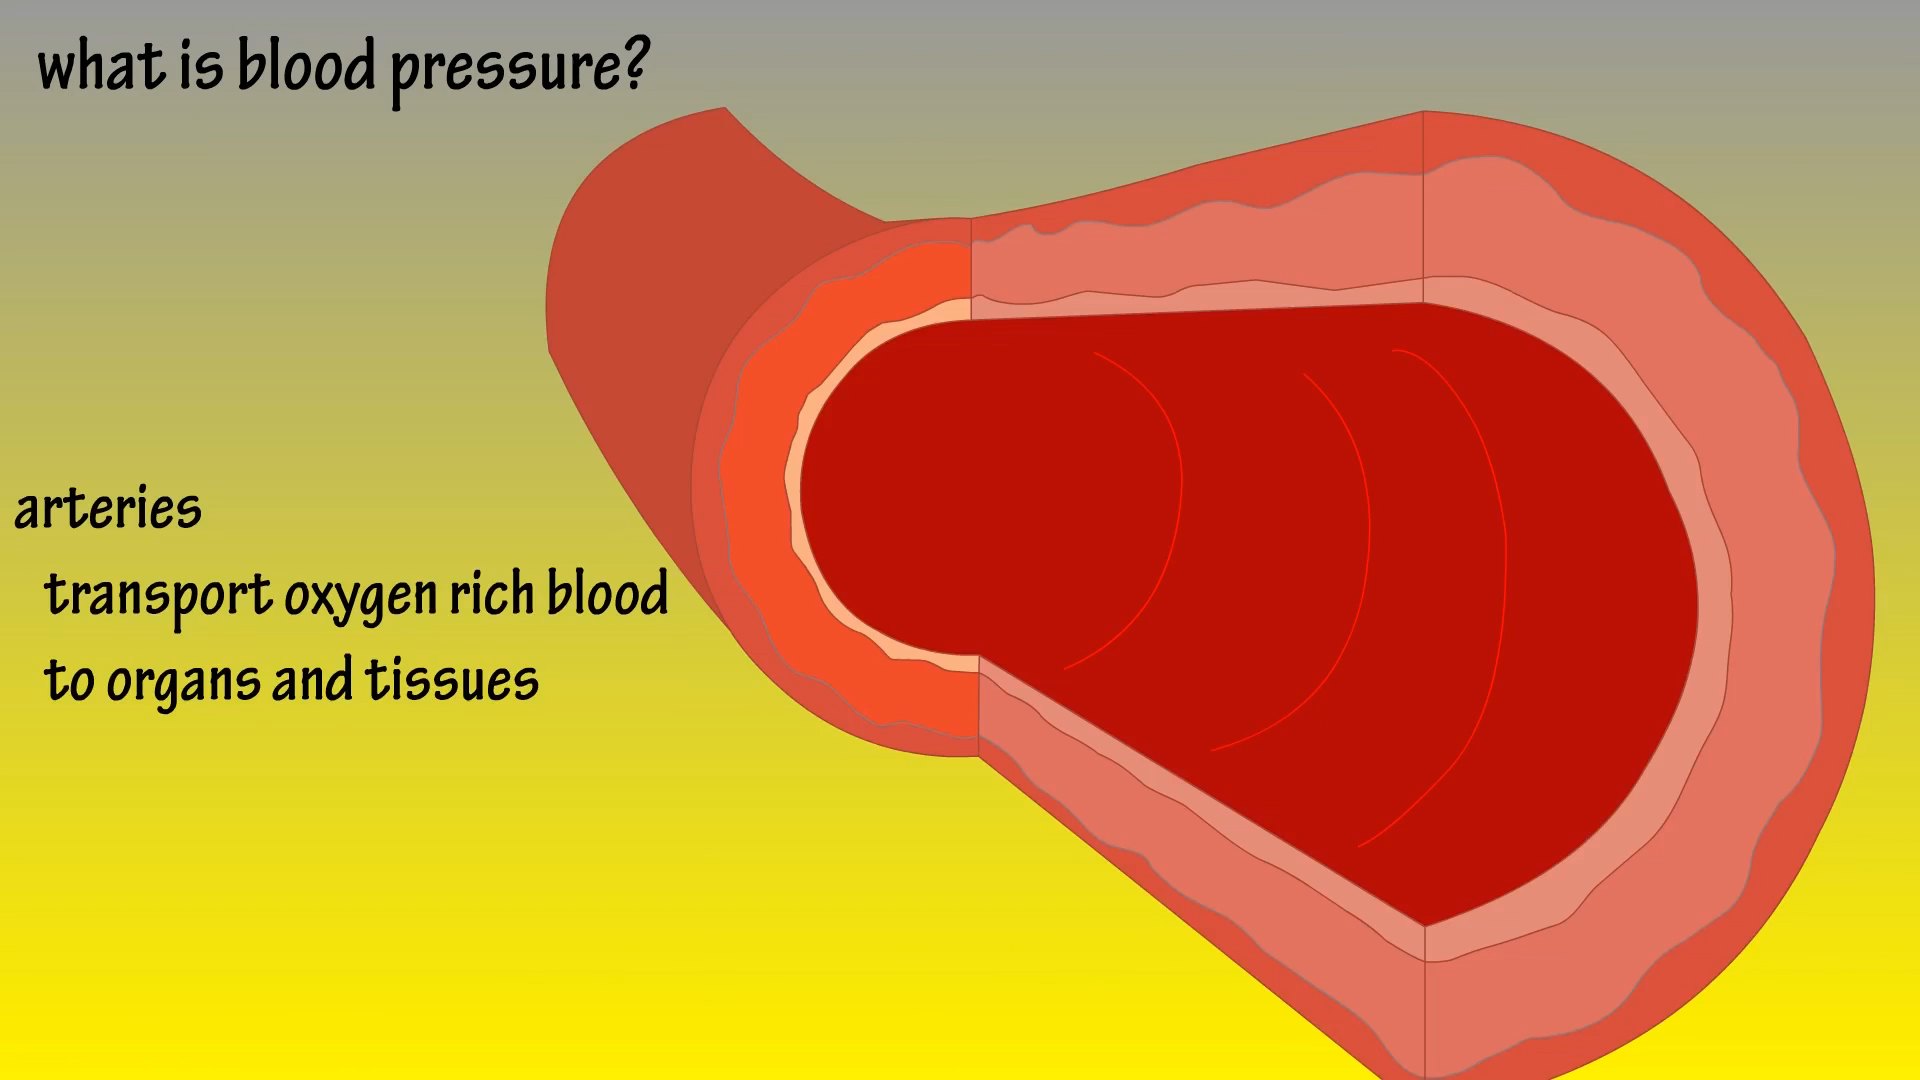 what is blood pressure?
arteries
transport oxygen rich blood
to organs and tissues